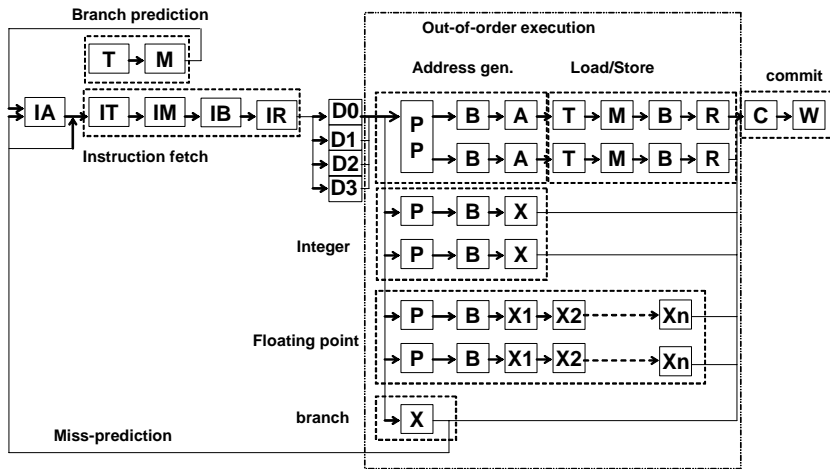 Branch prediction
Out-of-order execution
T M
Address gen. Load/Store
commit
IA IT IM IB IR D0 P P B A T M B R C W
D1
Instruction fetch
D2 B A T M B R
D3
P B X
Integer
P B X
P B X1 X2 Xn
Floating point
P B X1 X2 Xn
branch X
Miss-prediction